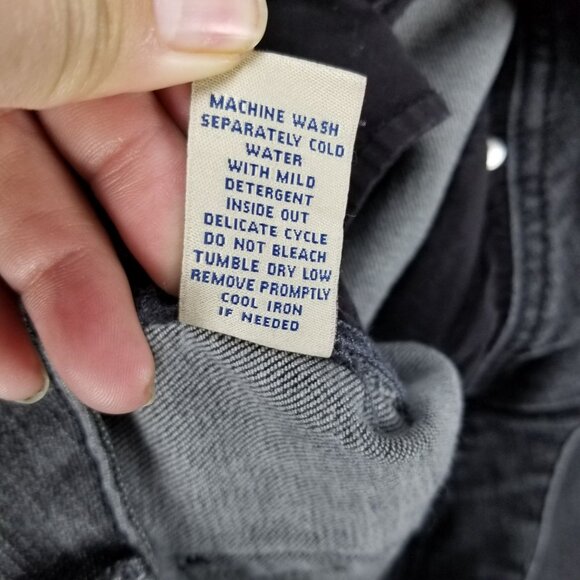 MACHINE WASH
SEPARATELY COLD
WATER
WITH MILD
DETERGENT
INSIDE OUT
DELICATE CYCLE
DO NOT BLEACH
TUMBLE DRY LOW
REMOVE PROMPTLY
COOL IRON
IF NEEDED